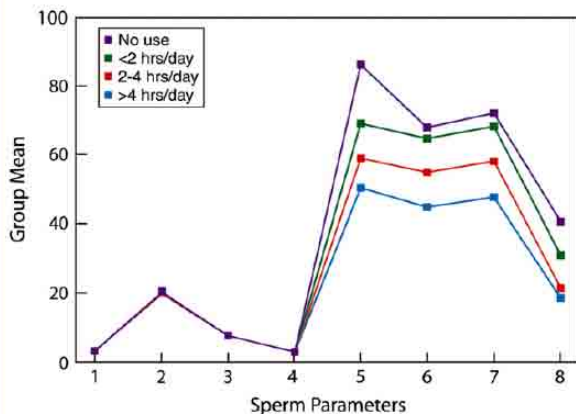 100
80
60
40
20
0
Group Mean
No use
<2 hrs/day
2-4 hrs/day
>4 hrs/day
1 2 3 4 5 6 7 8
Sperm Parameters